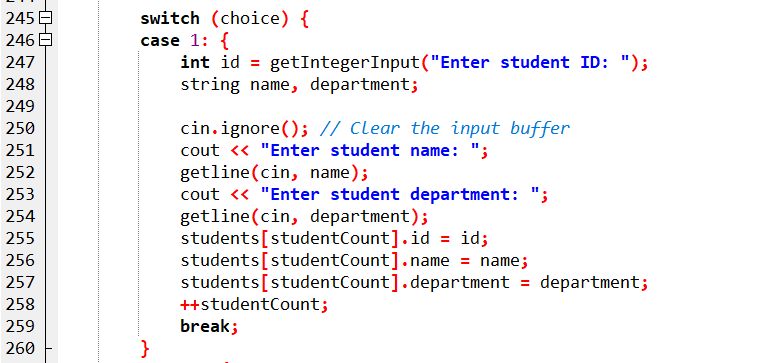 245 switch (choice) {
246 case 1: {
247 int id = getIntegerInput("Enter student ID: ");
248 string name, department;
249
250 cin.ignore(); // Clear the input buffer
251 cout << "Enter student name: ";
252 getline(cin, name);
253 cout << "Enter student department: ";
254 getline(cin, department);
255 students[studentCount].id = id;
256 students[studentCount].name = name;
257 students[studentCount].department = department;
258 ++studentCount;
259 break;
260 }